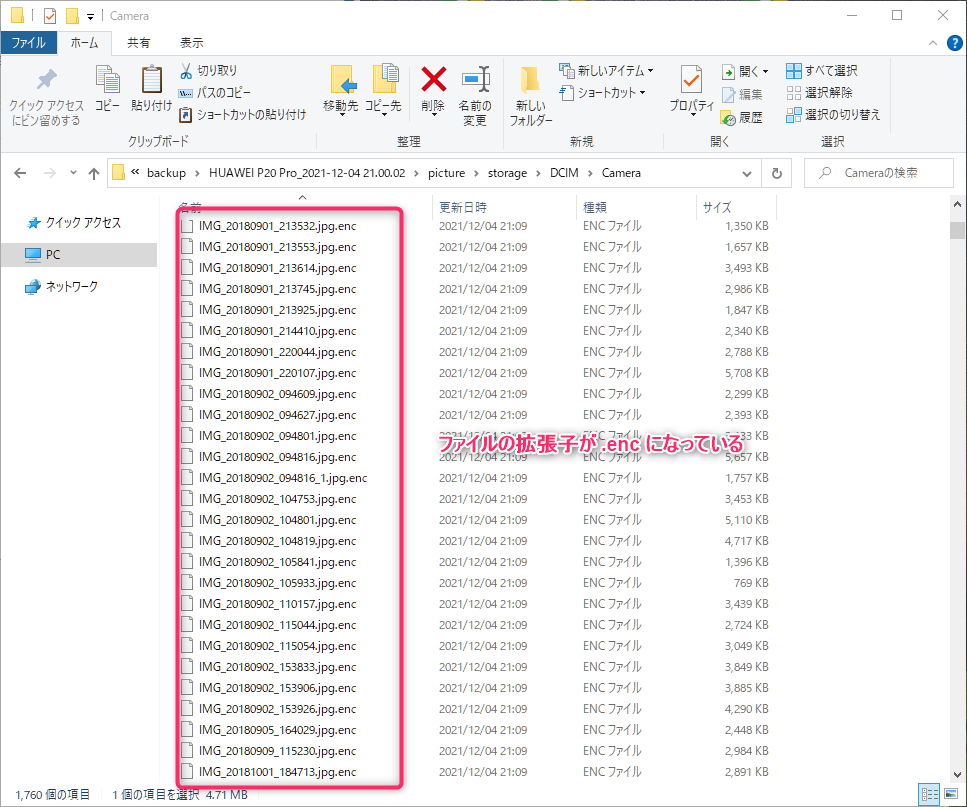 Camera
ファイル ホーム 共有 表示
クイック アクセス
にピン留めする
コピー
貼り付け
切り取り
パスのコピー
ショートカットの貼り付け
クリップボード
移動先
コピー先
削除
名前の
変更
整理
新しい
フォルダー
新しいアイテム
ショートカット
新規
プロパティ
開く
編集
履歴
開く
すべて選択
選択解除
選択の切り替え
選択
« backup › HUAWEI P20 Pro_2021-12-04 21.00.02 › picture › storage › DCIM › Camera
Cameraの検索
クイック アクセス
PC
ネットワーク
名前 更新日時 種類 サイズ
IMG_20180901_213532.jpg.enc 2021/12/04 21:09 ENC ファイル 1,350 KB
IMG_20180901_213553.jpg.enc 2021/12/04 21:09 ENC ファイル 1,657 KB
IMG_20180901_213614.jpg.enc 2021/12/04 21:09 ENC ファイル 3,493 KB
IMG_20180901_213745.jpg.enc 2021/12/04 21:09 ENC ファイル 2,986 KB
IMG_20180901_213925.jpg.enc 2021/12/04 21:09 ENC ファイル 1,847 KB
IMG_20180901_214410.jpg.enc 2021/12/04 21:09 ENC ファイル 2,340 KB
IMG_20180901_220044.jpg.enc 2021/12/04 21:09 ENC ファイル 2,788 KB
IMG_20180901_220107.jpg.enc 2021/12/04 21:09 ENC ファイル 5,708 KB
IMG_20180902_094609.jpg.enc 2021/12/04 21:09 ENC ファイル 2,299 KB
IMG_20180902_094627.jpg.enc 2021/12/04 21:09 ENC ファイル 2,393 KB
IMG_20180902_094801.jpg.enc
ファイルの拡張子が .enc になっている
IMG_20180902_094816.jpg.enc 2021/12/04 21:09 ENC ファイル 5,657 KB
IMG_20180902_094816_1.jpg.enc 2021/12/04 21:09 ENC ファイル 1,757 KB
IMG_20180902_104753.jpg.enc 2021/12/04 21:09 ENC ファイル 3,453 KB
IMG_20180902_104801.jpg.enc 2021/12/04 21:09 ENC ファイル 5,110 KB
IMG_20180902_104819.jpg.enc 2021/12/04 21:09 ENC ファイル 4,717 KB
IMG_20180902_105841.jpg.enc 2021/12/04 21:09 ENC ファイル 1,396 KB
IMG_20180902_105933.jpg.enc 2021/12/04 21:09 ENC ファイル 769 KB
IMG_20180902_110157.jpg.enc 2021/12/04 21:09 ENC ファイル 3,439 KB
IMG_20180902_115044.jpg.enc 2021/12/04 21:09 ENC ファイル 2,724 KB
IMG_20180902_115054.jpg.enc 2021/12/04 21:09 ENC ファイル 3,049 KB
IMG_20180902_153833.jpg.enc 2021/12/04 21:09 ENC ファイル 3,849 KB
IMG_20180902_153906.jpg.enc 2021/12/04 21:09 ENC ファイル 3,885 KB
IMG_20180902_153926.jpg.enc 2021/12/04 21:09 ENC ファイル 4,290 KB
IMG_20180905_164029.jpg.enc 2021/12/04 21:09 ENC ファイル 2,448 KB
IMG_20180909_115230.jpg.enc 2021/12/04 21:09 ENC ファイル 2,984 KB
IMG_20181001_184713.jpg.enc 2021/12/04 21:09 ENC ファイル 2,891 KB
1,760 個の項目 1 個の項目を選択 4.71 MB